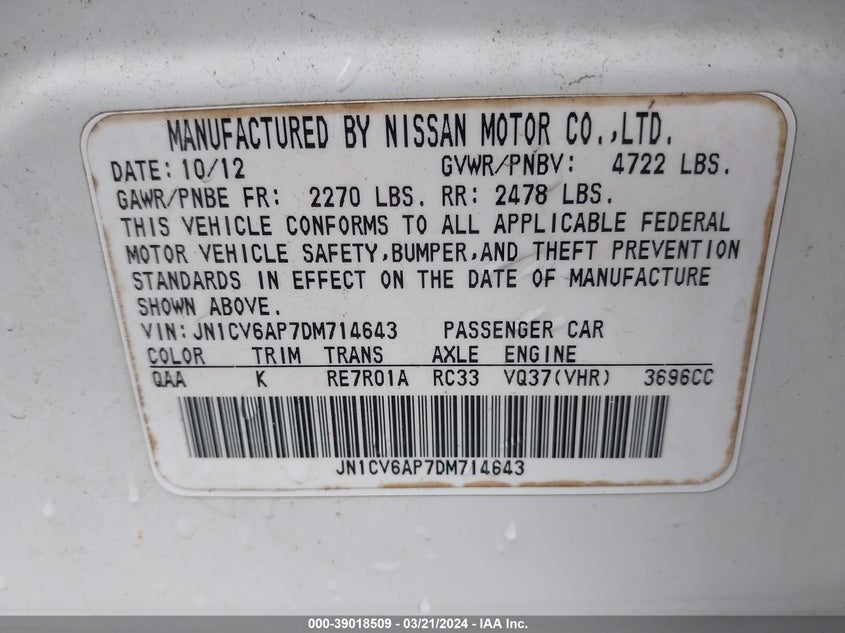 MANUFACTURED BY NISSAN MOTOR CO.,LTD.
DATE: 10/12 GVWR/PNBV: 4722 LBS.
GAWR/PNBE FR: 2270 LBS. RR: 2478 LBS.
THIS VEHICLE CONFORMS TO ALL APPLICABLE FEDERAL
MOTOR VEHICLE SAFETY,BUMPER,AND THEFT PREVENTION
STANDARDS IN EFFECT ON THE DATE OF MANUFACTURE
SHOWN ABOVE.
VIN: JN1CV6AP7DM714643 PASSENGER CAR
COLOR TRIM TRANS AXLE ENGINE
QAA K RE7R01A RC33 VQ37(VHR) 3696CC
JN1CV6AP7DM714643
000-39018509 - 03/21/2024 - IAA Inc.